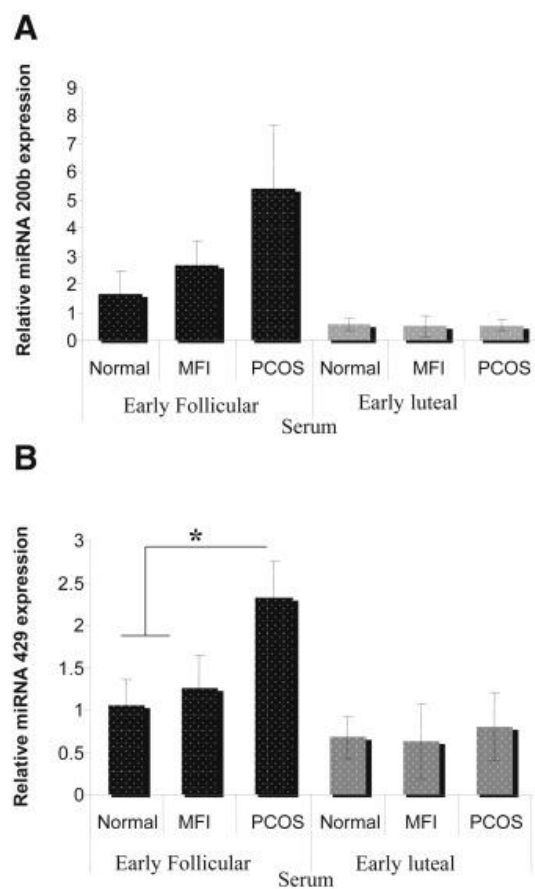 A
Relative miRNA 200b expression
9
8
7
6
5
4
3
2
1
0
Normal MFI PCOS Normal MFI PCOS
Early Follicular Early luteal
Serum
B
Relative miRNA 429 expression
3
2.5
2
1.5
1
0.5
0
*
Normal MFI PCOS Normal MFI PCOS
Early Follicular Early luteal
Serum